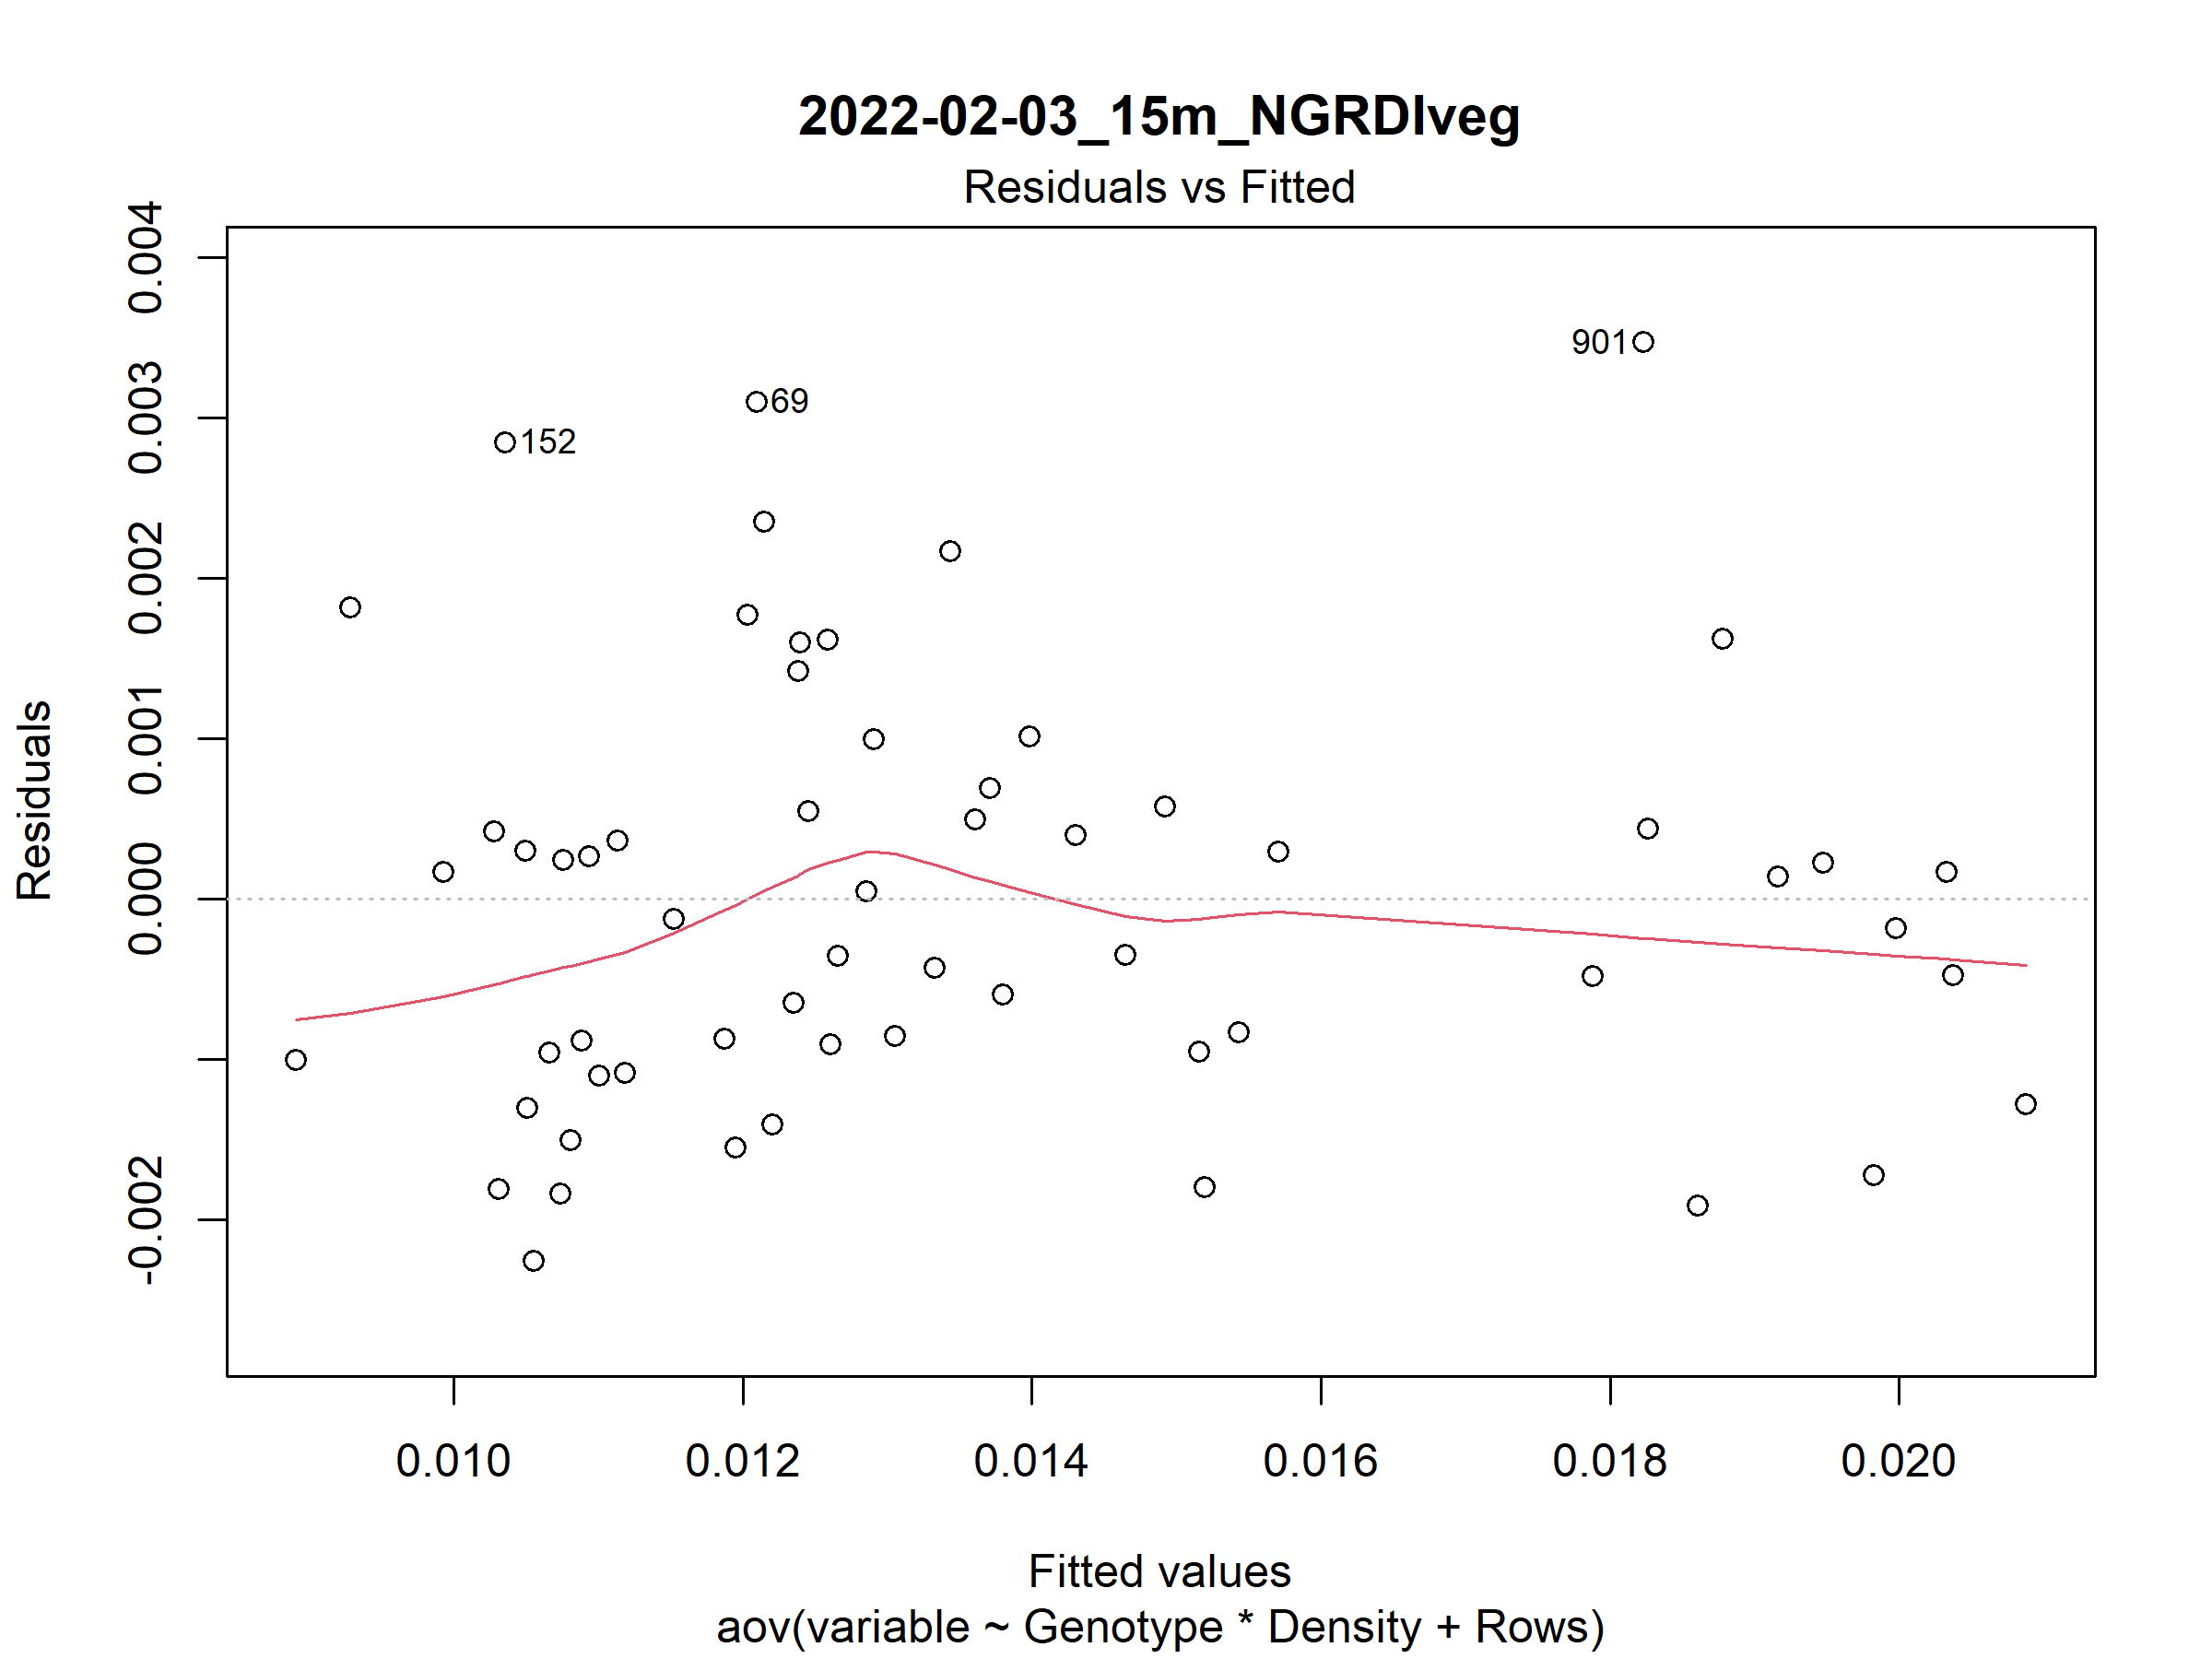 2022-02-03_15m_NGRDIveg
Residuals vs Fitted
0.004
0.003
0.002
0.001
0.000
-0.002
Residuals
901
69
152
0.010 0.012 0.014 0.016 0.018 0.020
Fitted values
aov(variable ~ Genotype * Density + Rows)